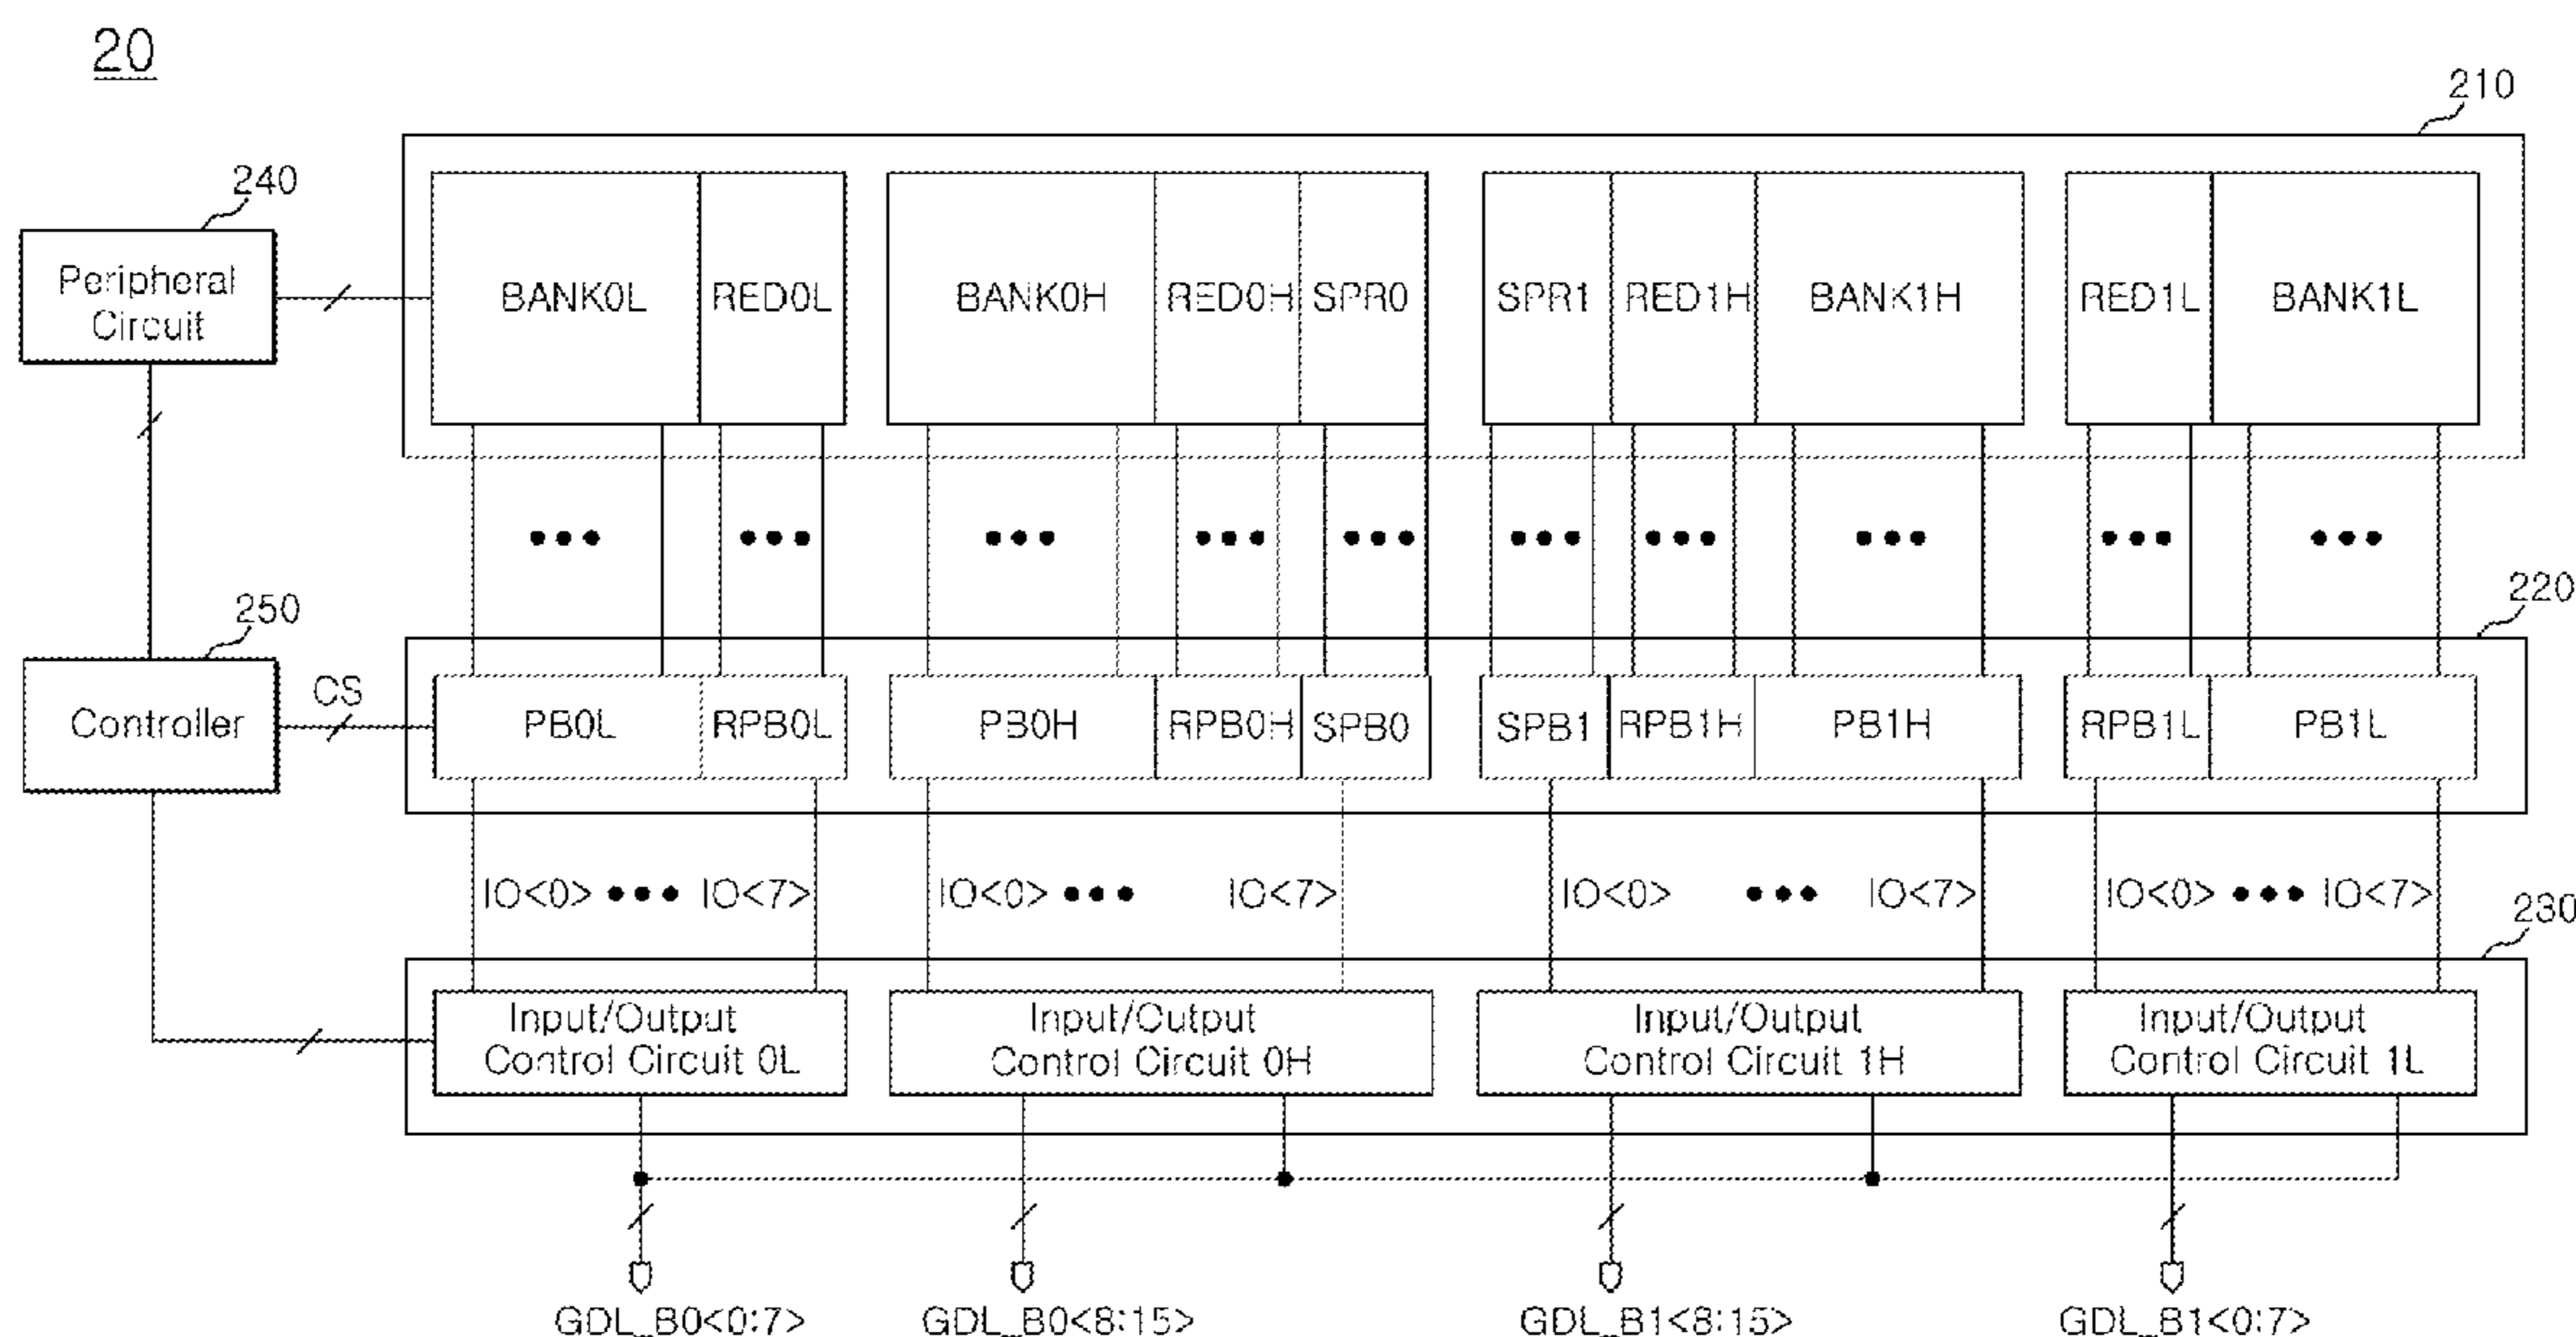 20
210
240
Peripheral
Circuit
BANK0L RED0L BANK0H RED0H SPR0 SPR1 RED1H BANK1H RED1L BANK1L
250
220
Controller
CS
PB0L RPB0L PB0H RPB0H SPB0 SPB1 RPB1H PB1H RPB1L PB1L
IO<0> ••• IO<7> IO<0> ••• IO<7> IO<0> ••• IO<7> IO<0> ••• IO<7>
230
Input/Output
Control Circuit 0L
Input/Output
Control Circuit 0H
Input/Output
Control Circuit 1H
Input/Output
Control Circuit 1L
GDL_B0<0:7> GDL_B0<8:15> GDL_B1<8:15> GDL_B1<0:7>